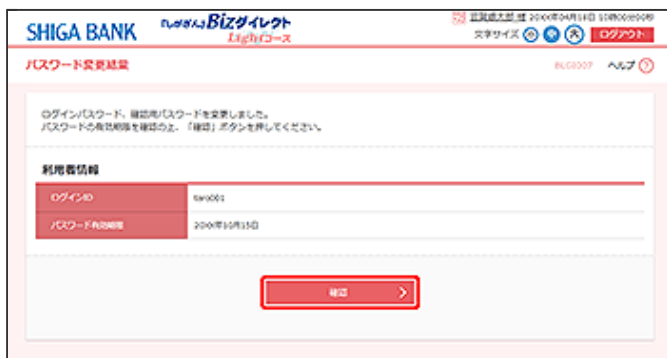 SHIGA BANK
『しがぎん』Bizダイレクト
Lightコース
滋賀歳太郎 様 20XX年04月18日 10時00分00秒
文字サイズ 小 中 大 ログアウト
パスワード変更結果
BLG0007 ヘルプ ?
ログインパスワード、確認用パスワードを変更しました。
パスワードの有効期限を確認の上、「確認」ボタンを押してください。
利用者情報
ログインID taro001
パスワード有効期限 20XX年10月15日
確認